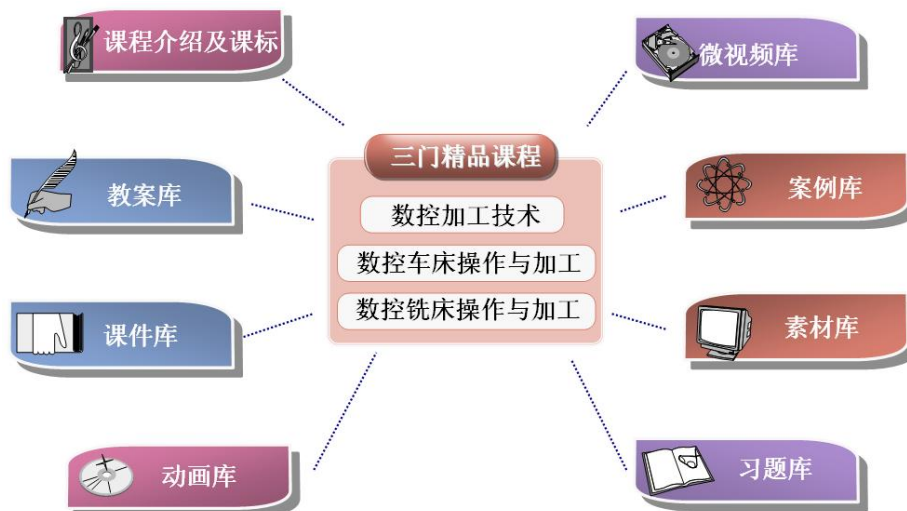 课程介绍及课标
微视频库
三门精品课程
教案库
案例库
数控加工技术
数控车床操作与加工
数控铣床操作与加工
课件库
素材库
动画库
习题库